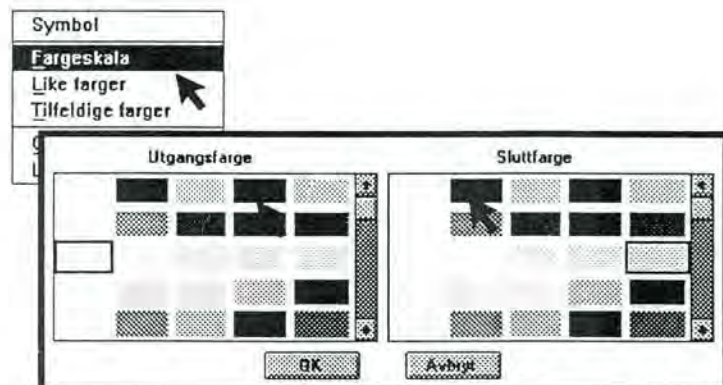 Symbol
Fargeskala
Like farger
Tilfeldige farger
Utgangsfarge
Sluttfarge
OK
Avbryt